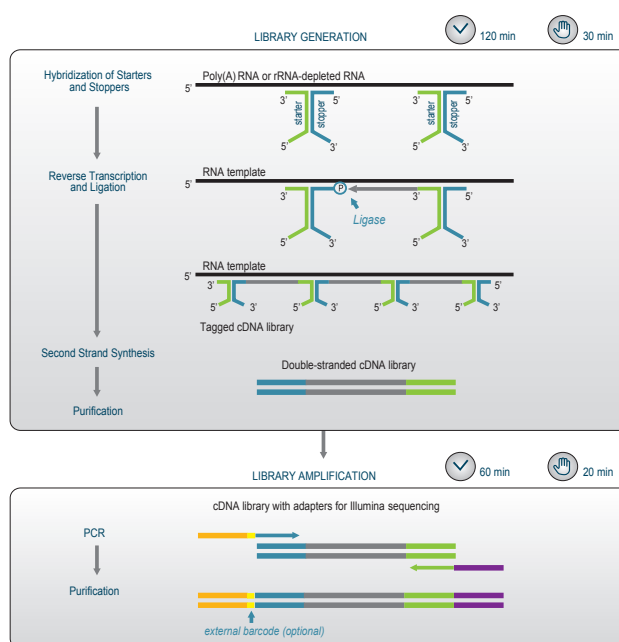 LIBRARY GENERATION
120 min
30 min
Hybridization of Starters
and Stoppers
Poly(A) RNA or rRNA-depleted RNA
5’
3’ starter stopper 5’
5’ 3’
3’ starter stopper 5’
5’ 3’
Reverse Transcription
and Ligation
RNA template
5’
P
3’ 5’
Ligase
5’ 3’
5’ 3’
RNA template
5’
3’ 5’
5’ 3’ 5’ 3’ 5’ 3’ 5’ 3’
Tagged cDNA library
Second Strand Synthesis
Double-stranded cDNA library
Purification
LIBRARY AMPLIFICATION
60 min
20 min
cDNA library with adapters for Illumina sequencing
PCR
Purification
external barcode (optional)